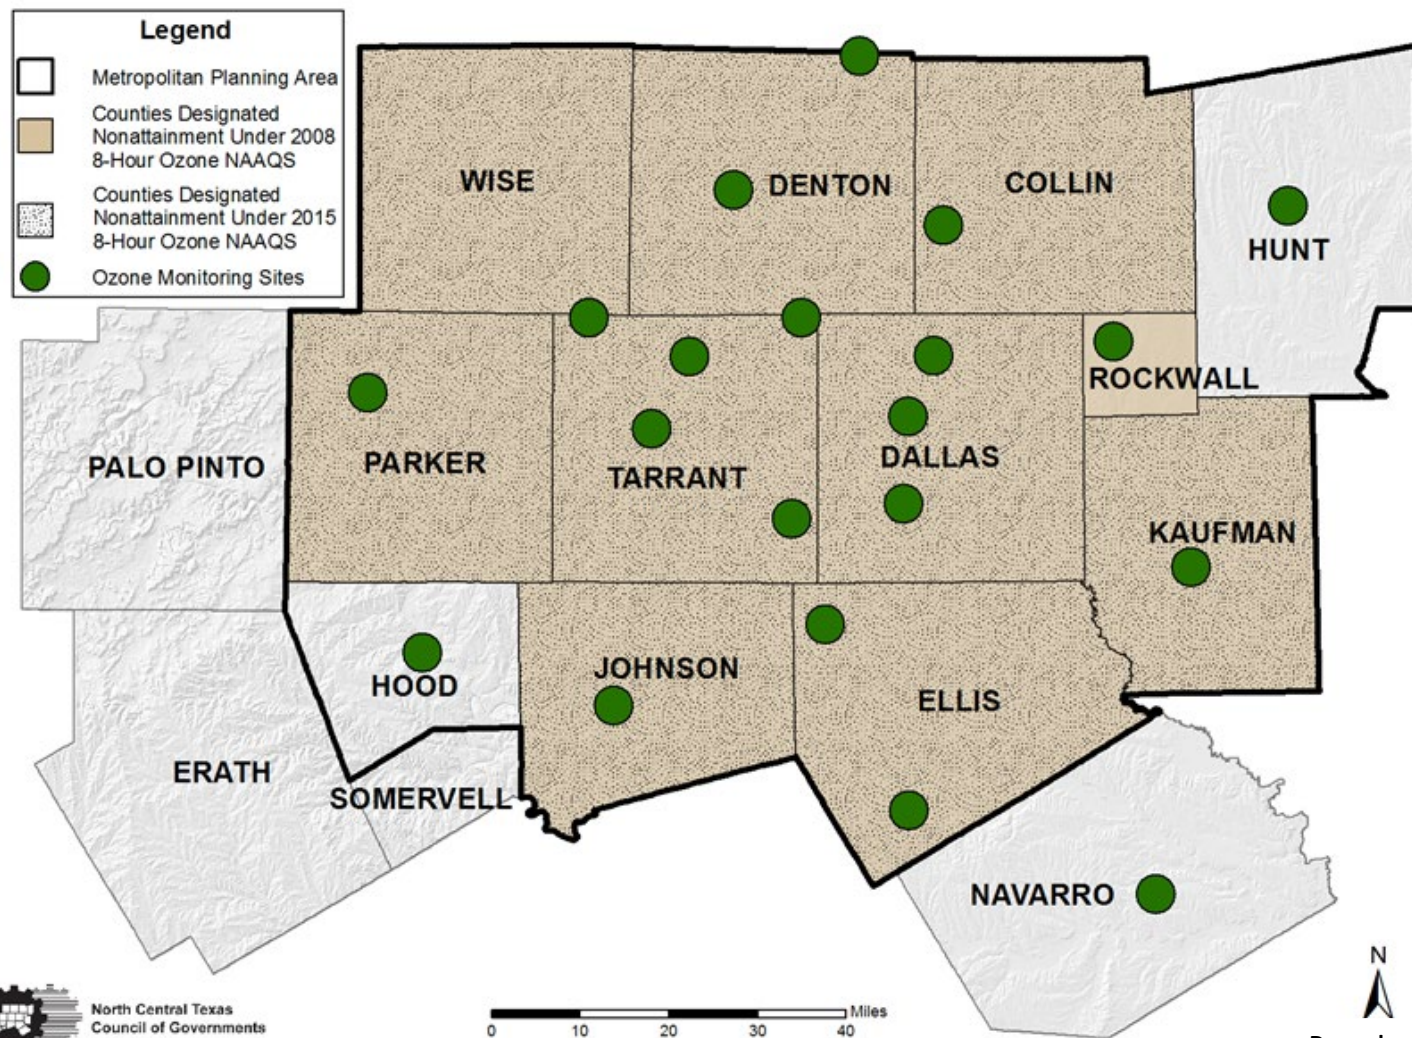 Legend
Metropolitan Planning Area
Counties Designated
Nonattainment Under 2008
8-Hour Ozone NAAQS
Counties Designated
Nonattainment Under 2015
8-Hour Ozone NAAQS
Ozone Monitoring Sites
WISE
DENTON
COLLIN
HUNT
ROCKWALL
PALO PINTO
PARKER
TARRANT
DALLAS
KAUFMAN
HOOD
JOHNSON
ELLIS
ERATH
SOMERVELL
NAVARRO
N
North Central Texas
Council of Governments
Miles
0 10 20 30 40